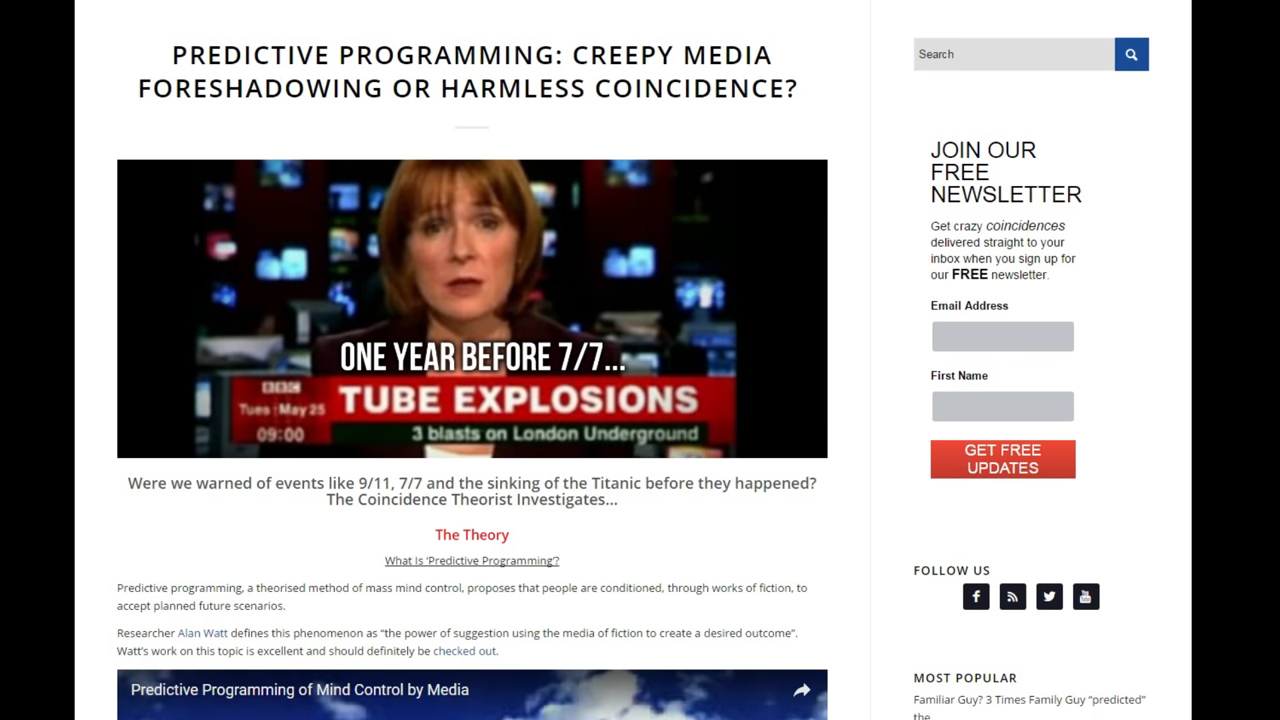 PREDICTIVE PROGRAMMING: CREEPY MEDIA
FORESHADOWING OR HARMLESS COINCIDENCE?
ONE YEAR BEFORE 7/7...
BBC
Tues May 25
09:00
TUBE EXPLOSIONS
3 blasts on London Underground
Were we warned of events like 9/11, 7/7 and the sinking of the Titanic before they happened?
The Coincidence Theorist Investigates...
The Theory
What Is ‘Predictive Programming’?
Predictive programming, a theorised method of mass mind control, proposes that people are conditioned, through works of fiction, to
accept planned future scenarios.
Researcher Alan Watt defines this phenomenon as “the power of suggestion using the media of fiction to create a desired outcome”.
Watt’s work on this topic is excellent and should definitely be checked out.
Predictive Programming of Mind Control by Media
Search
JOIN OUR
FREE
NEWSLETTER
Get crazy coincidences
delivered straight to your
inbox when you sign up for
our FREE newsletter.
Email Address
First Name
GET FREE
UPDATES
FOLLOW US
You
Tube
MOST POPULAR
Familiar Guy? 3 Times Family Guy “predicted”
the